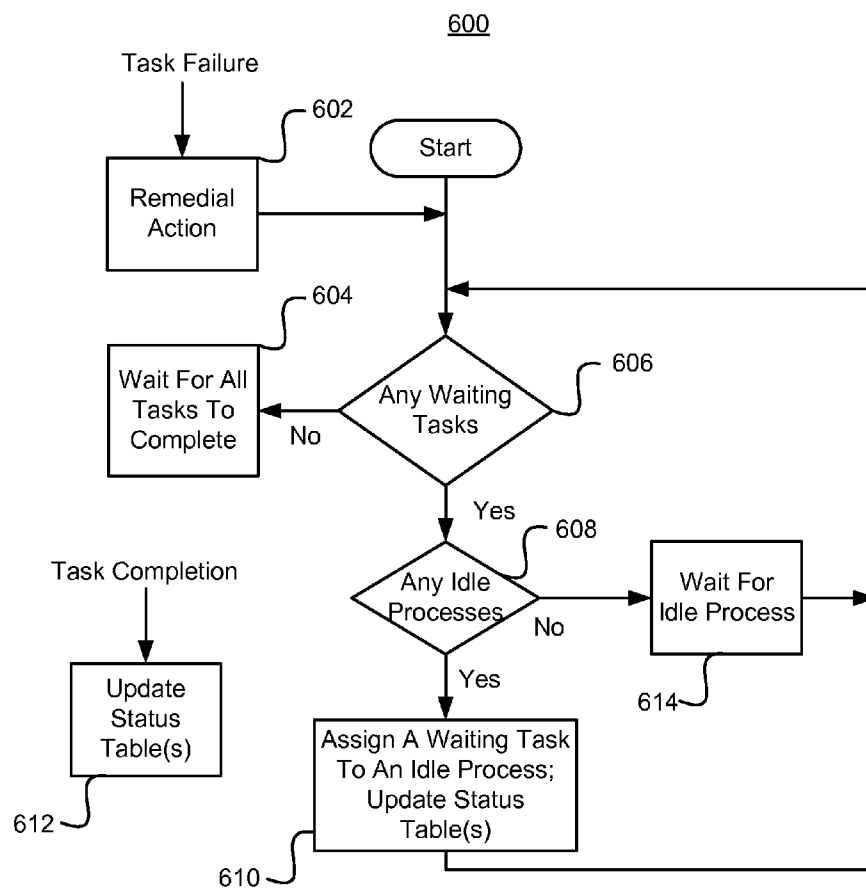 600
Task Failure
602
Start
Remedial
Action
604
Wait For All
Tasks To
Complete
No
Any Waiting
Tasks
606
Yes
608
Task Completion
Any Idle
Processes
No
Wait For
Idle Process
614
Yes
Update
Status
Table(s)
612
Assign A Waiting Task
To An Idle Process;
Update Status
Table(s)
610